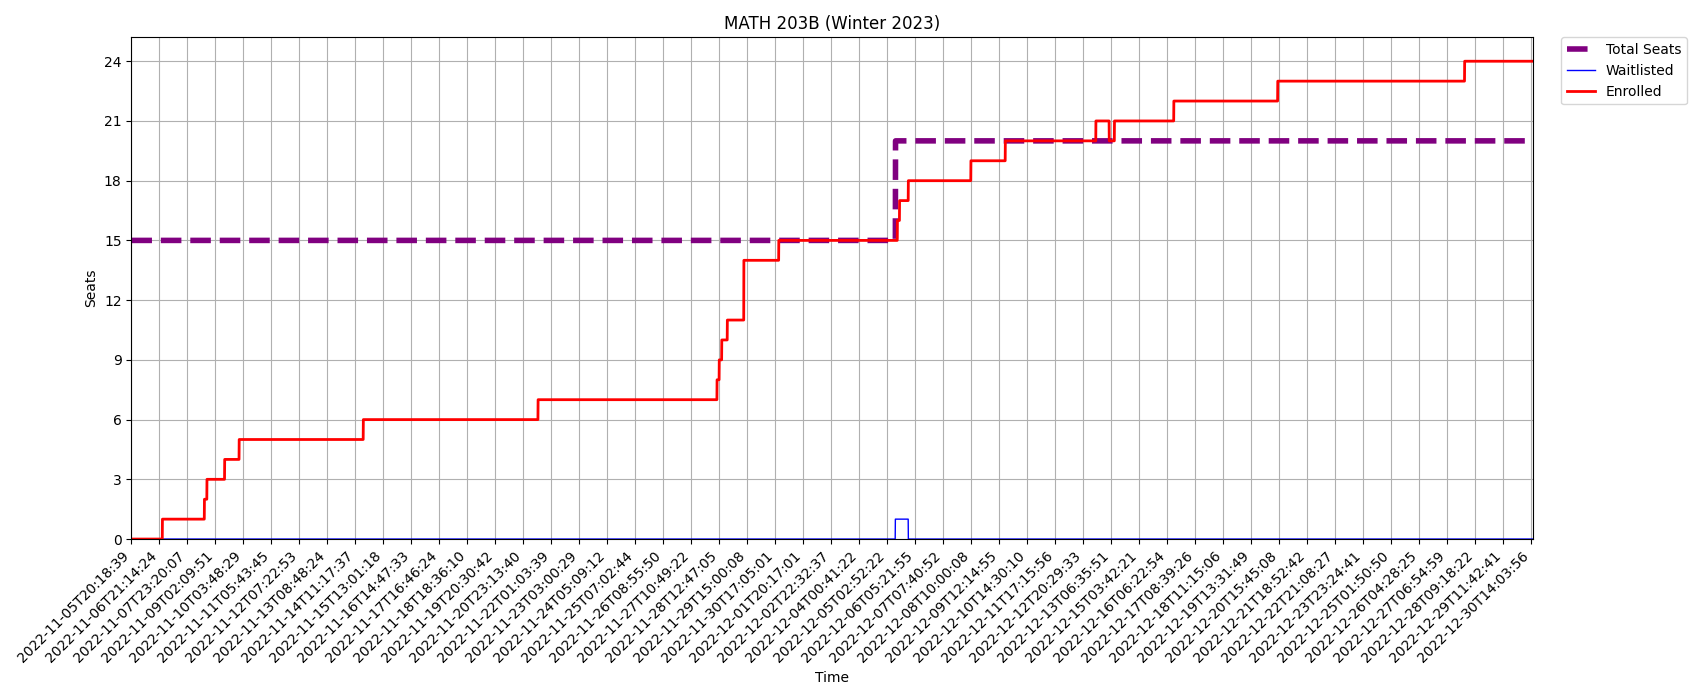 MATH 203B (Winter 2023)
Total Seats
Waitlisted
Enrolled
Seats
24
21
18
15
12
9
6
3
0
2022-11-05T20:18:39
2022-11-06T21:14:24
2022-11-07T23:20:07
2022-11-09T02:09:51
2022-11-10T03:48:29
2022-11-11T05:43:45
2022-11-12T07:22:53
2022-11-13T08:48:24
2022-11-14T11:17:37
2022-11-15T13:01:18
2022-11-16T14:47:33
2022-11-17T16:46:24
2022-11-18T18:36:10
2022-11-19T20:30:42
2022-11-20T23:13:40
2022-11-22T01:03:39
2022-11-23T03:00:29
2022-11-24T05:09:12
2022-11-25T07:02:44
2022-11-26T08:55:50
2022-11-27T10:49:22
2022-11-28T12:47:05
2022-11-29T15:00:08
2022-11-30T17:05:01
2022-12-01T20:17:01
2022-12-02T22:32:37
2022-12-04T00:41:22
2022-12-05T02:52:22
2022-12-06T05:21:55
2022-12-07T07:40:52
2022-12-08T10:00:08
2022-12-09T12:14:55
2022-12-10T14:30:10
2022-12-11T17:15:56
2022-12-12T20:29:33
2022-12-13T06:35:51
2022-12-15T03:42:21
2022-12-16T06:22:54
2022-12-17T08:39:26
2022-12-18T11:15:06
2022-12-19T13:31:49
2022-12-20T15:45:08
2022-12-21T18:52:42
2022-12-22T21:08:27
2022-12-23T23:24:41
2022-12-25T01:50:50
2022-12-26T04:28:25
2022-12-27T06:54:59
2022-12-28T09:18:22
2022-12-29T11:42:41
2022-12-30T14:03:56
Time